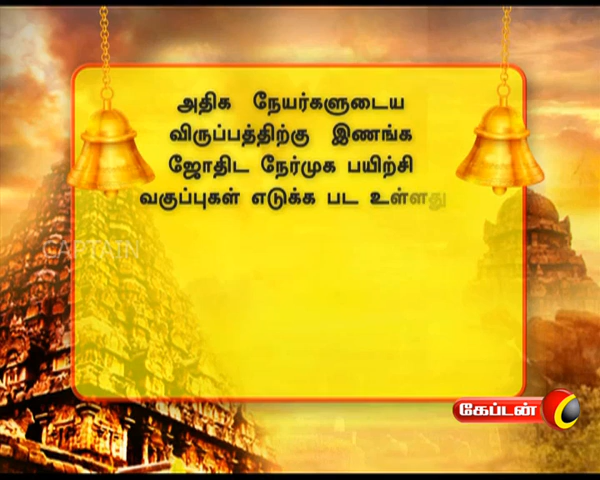 அதிக நேயர்களுடைய
விருப்பத்திற்கு இணங்க
ஜோதிட நேர்முக பயிற்சி
வகுப்புகள் எடுக்க பட உள்ளது
CAPTAIN
கேப்டன்